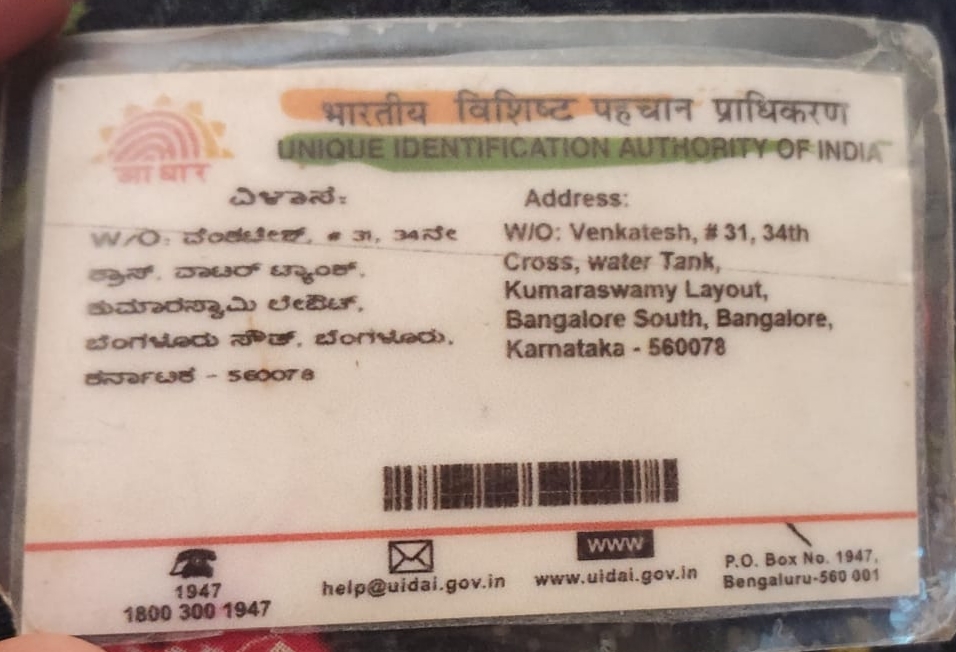 भारतीय विशिष्ट पहचान प्राधिकरण
UNIQUE IDENTIFICATION AUTHORITY OF INDIA
आधार
ವಿಳಾಸ:
W/O: ವೆಂಕಟೇಶ್, # 31, 34ನೇ
ಕ್ರಾಸ್, ವಾಟರ್ ಟ್ಯಾಂಕ್,
ಕುಮಾರಸ್ವಾಮಿ ಲೇಔಟ್,
ಬೆಂಗಳೂರು ಸೌತ್, ಬೆಂಗಳೂರು,
ಕರ್ನಾಟಕ - 560078
Address:
W/O: Venkatesh, # 31, 34th
Cross, water Tank,
Kumaraswamy Layout,
Bangalore South, Bangalore,
Karnataka - 560078
1947
1800 300 1947
help@uidai.gov.in
WWW
www.uidai.gov.in
P.O. Box No. 1947,
Bengaluru-560 001